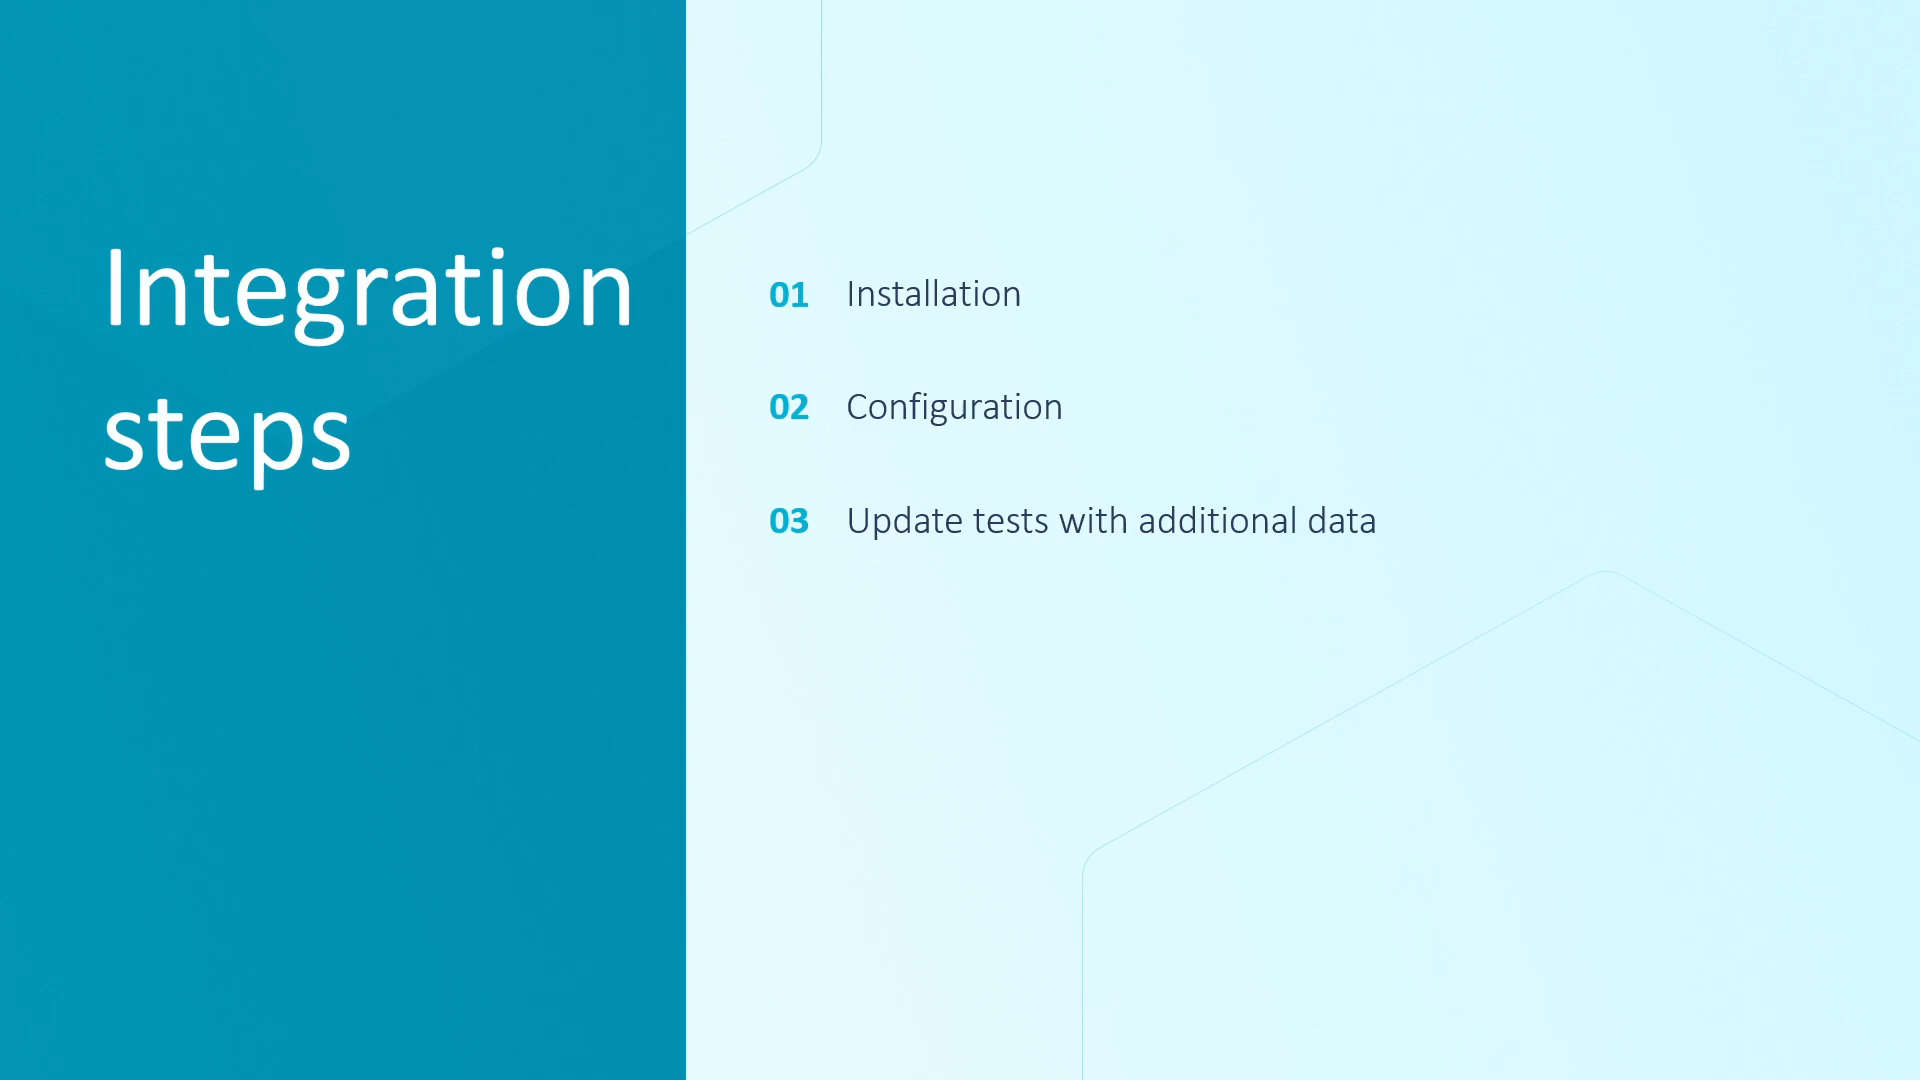 Integration
steps
01 Installation
02 Configuration
03 Update tests with additional data